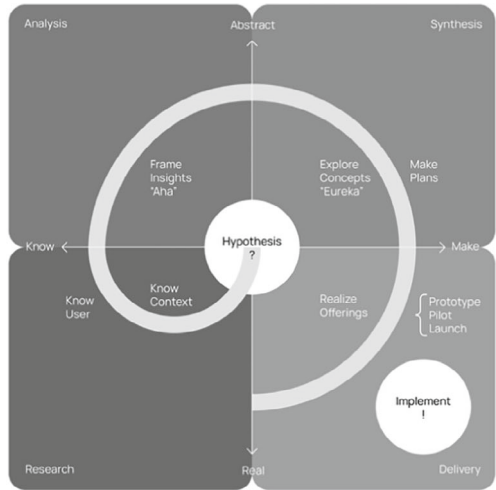 Analysis
Abstract
Synthesis
Frame
Insights
"Aha"
Explore
Concepts
"Eureka"
Make
Plans
Know
Hypothesis
?
Make
Know
User
Know
Context
Realize
Offerings
Prototype
Pilot
Launch
Implement
!
Research
Real
Delivery